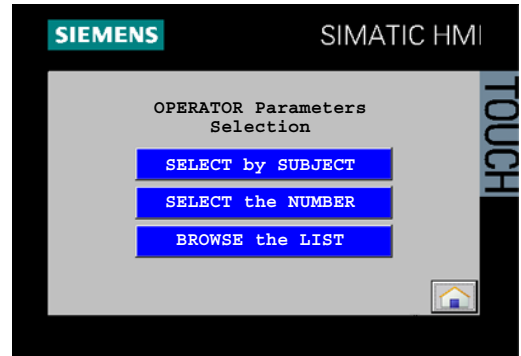 SIEMENS
SIMATIC HMI
TOUCH
OPERATOR Parameters
Selection
SELECT by SUBJECT
SELECT the NUMBER
BROWSE the LIST